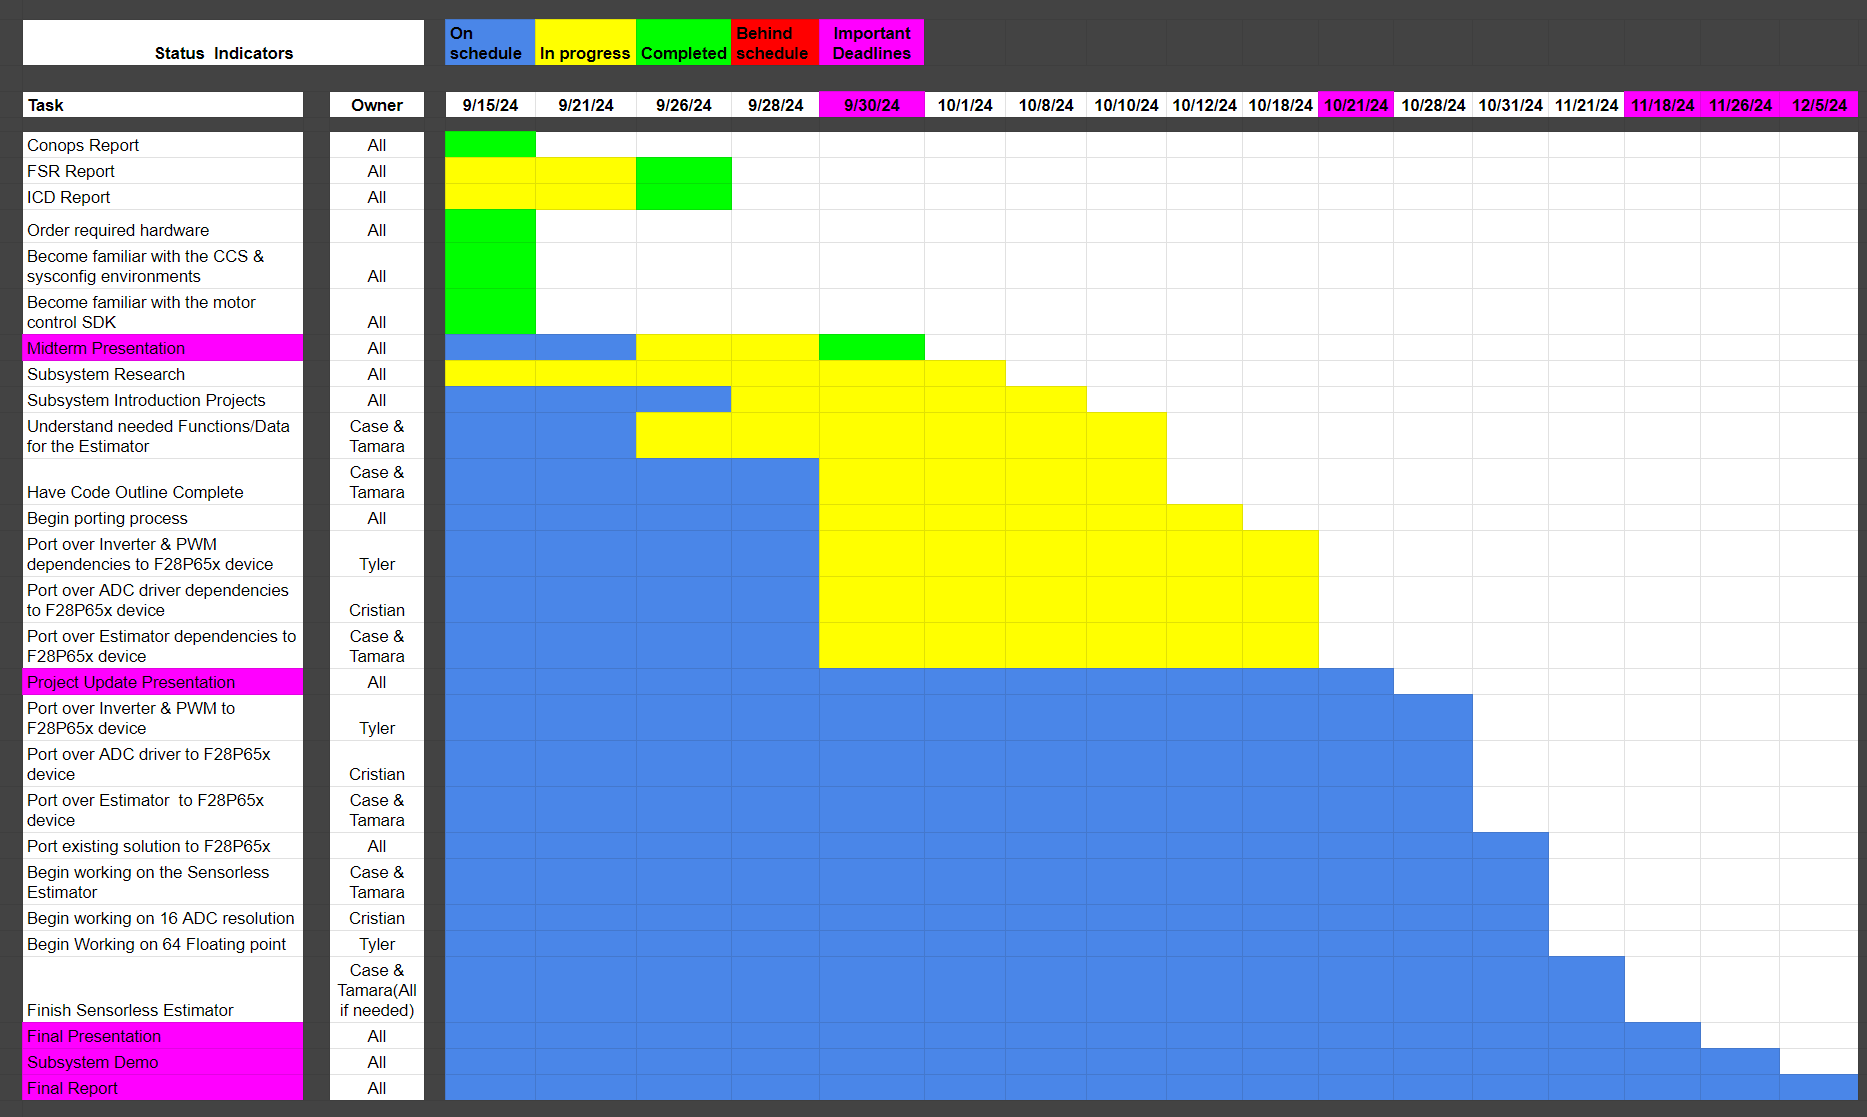 Status  Indicators
On schedule
In progress
Completed
Behind schedule
Important Deadlines
Task Owner 9/15/24 9/21/24 9/26/24 9/28/24 9/30/24 10/1/24 10/8/24 10/10/24 10/12/24 10/18/24 10/21/24 10/28/24 10/31/24 11/21/24 11/18/24 11/26/24 12/5/24
Conops Report All
FSR Report All
ICD Report All
Order required hardware All
Become familiar with the CCS &
sysconfig environments All
Become familiar with the motor
control SDK All
Midterm Presentation All
Subsystem Research All
Subsystem Introduction Projects All
Understand needed Functions/Data Case &
for the Estimator Tamara
Case &
Have Code Outline Complete Tamara
Begin porting process All
Port over Inverter & PWM
dependencies to F28P65x device Tyler
Port over ADC driver dependencies
to F28P65x device Cristian
Port over Estimator dependencies to Case &
F28P65x device Tamara
Project Update Presentation All
Port over Inverter & PWM to
F28P65x device Tyler
Port over ADC driver to F28P65x
device Cristian
Port over Estimator  to F28P65x Case &
device Tamara
Port existing solution to F28P65x All
Begin working on the Sensorless Case &
Estimator Tamara
Begin working on 16 ADC resolution Cristian
Begin Working on 64 Floating point Tyler
Case &
Tamara(All
Finish Sensorless Estimator if needed)
Final Presentation All
Subsystem Demo All
Final Report All